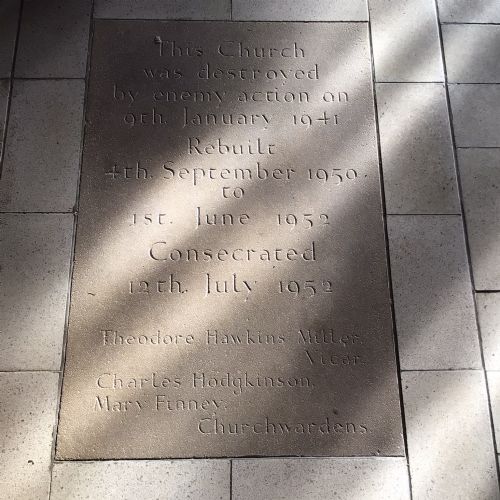 This Church
was destroyed
by enemy action on
9th. January 1941
Rebuilt
4th. September 1950.
to
1st. June 1952
Consecrated
12th. July 1952
Theodore Hawkins Miller,
Vicar.
Charles Hodgkinson,
Mary Finney,
Churchwardens.